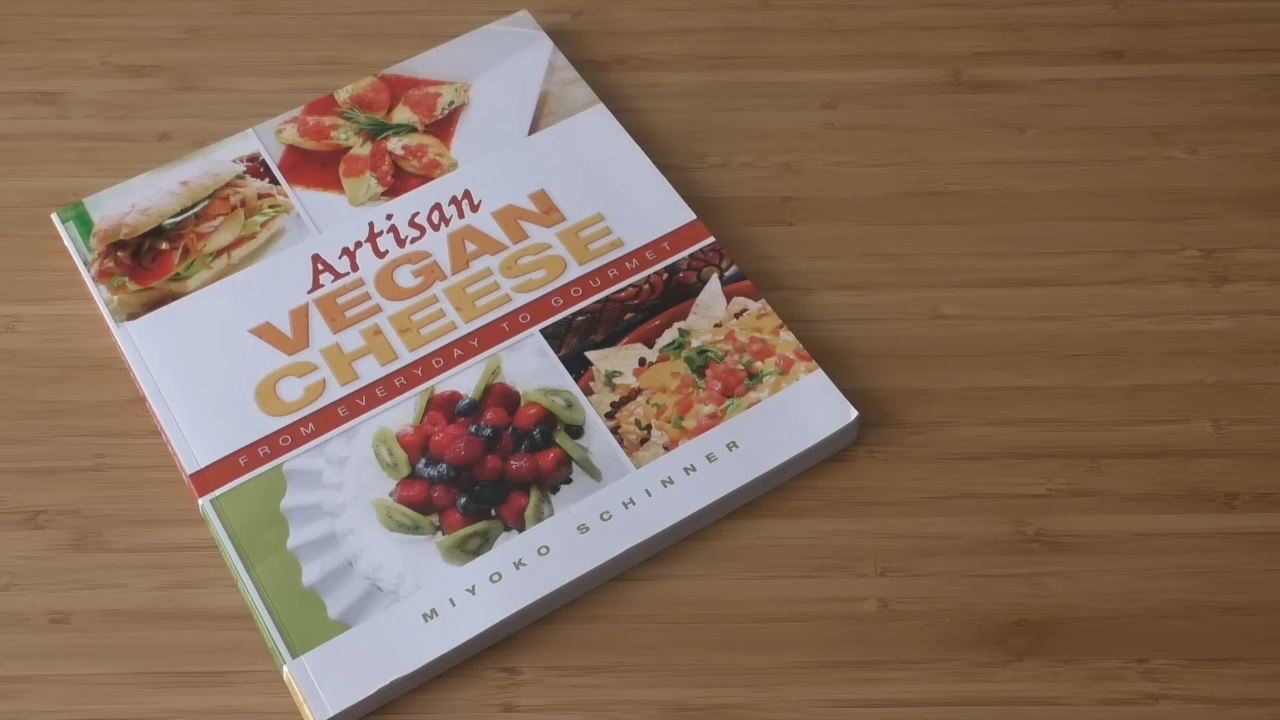 Artisan
VEGAN
CHEESE
FROM EVERYDAY TO GOURMET
MIYOKO SCHINNER